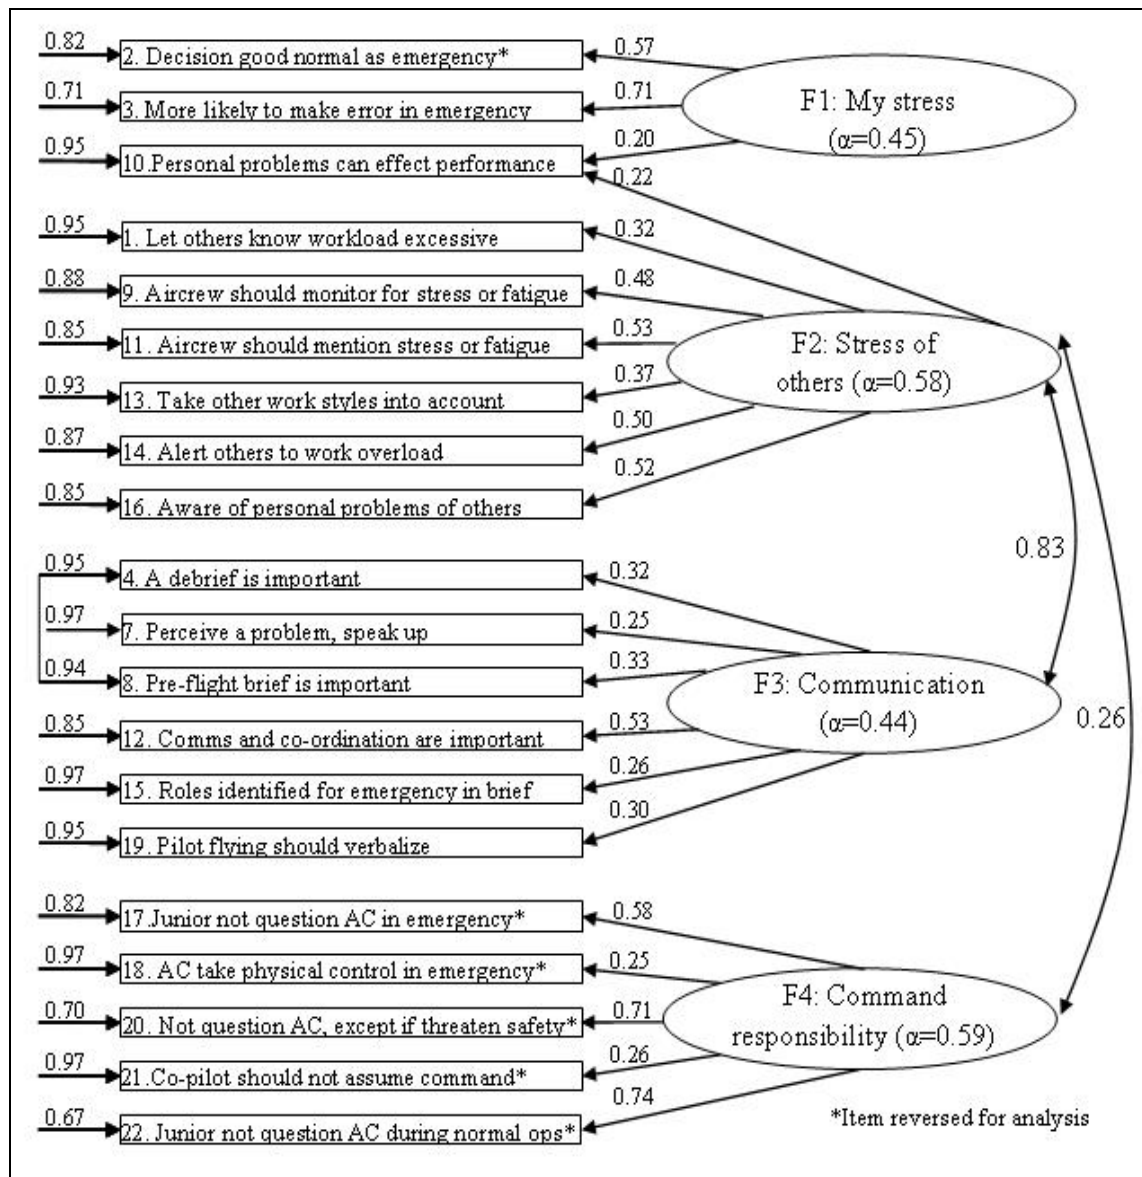 0.82
2. Decision good normal as emergency*
0.57
0.71
3. More likely to make error in emergency
0.71
F1: My stress
(α=0.45)
0.95
10.Personal problems can effect performance
0.20
0.22
0.95
1. Let others know workload excessive
0.32
0.88
9. Aircrew should monitor for stress or fatigue
0.48
0.85
11. Aircrew should mention stress or fatigue
0.53
F2: Stress of
others (α=0.58)
0.93
13. Take other work styles into account
0.37
0.87
14. Alert others to work overload
0.50
0.85
16. Aware of personal problems of others
0.52
0.83
0.95
4. A debrief is important
0.32
0.97
7. Perceive a problem, speak up
0.25
0.94
8. Pre-flight brief is important
0.33
F3: Communication
(α=0.44)
0.26
0.85
12. Comms and co-ordination are important
0.53
0.97
15. Roles identified for emergency in brief
0.26
0.95
19. Pilot flying should verbalize
0.30
0.82
17.Junior not question AC in emergency*
0.58
0.97
18. AC take physical control in emergency*
0.25
0.70
20. Not question AC, except if threaten safety*
0.71
F4: Command
responsibility (α=0.59)
0.97
21.Co-pilot should not assume command*
0.26
0.67
22. Junior not question AC during normal ops*
0.74
*Item reversed for analysis